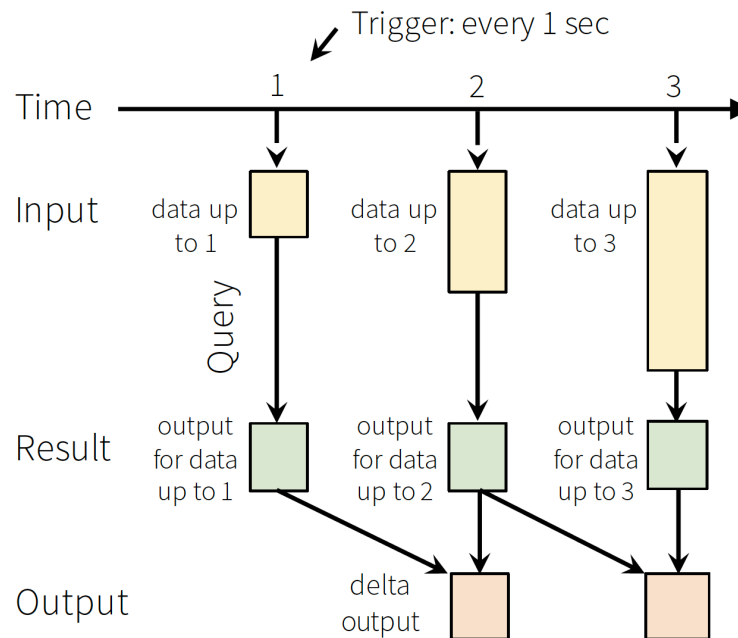 Trigger: every 1 sec
1
2
3
Time
Input
data up
to 1
data up
to 2
data up
to 3
Query
Result
output
for data
up to 1
output
for data
up to 2
output
for data
up to 3
Output
delta
output